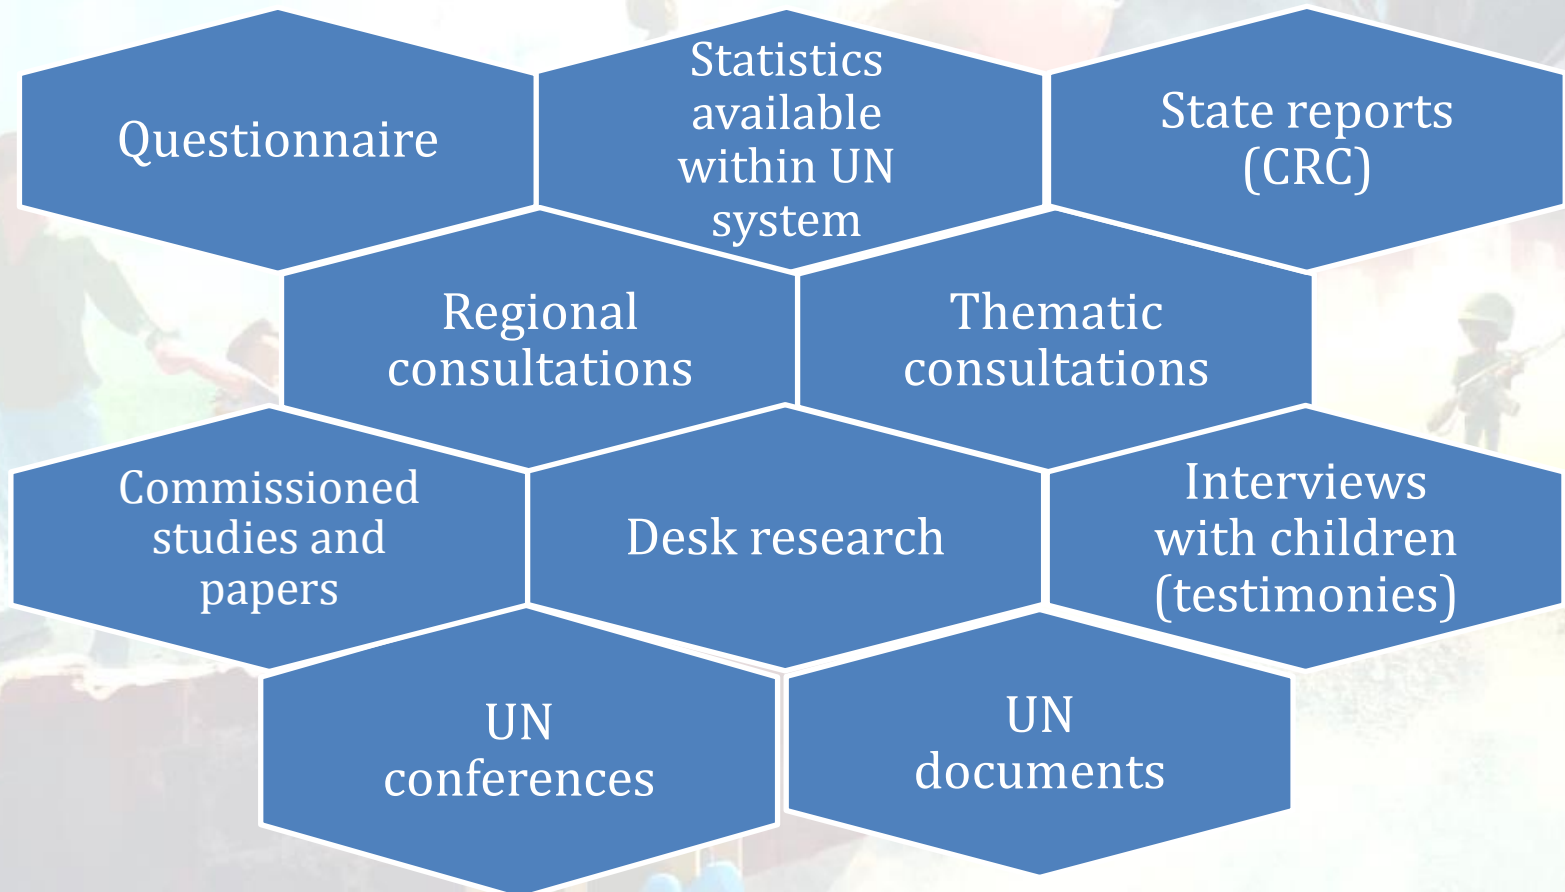 Questionnaire
Statistics
available
within UN
system
State reports
(CRC)
Regional
consultations
Thematic
consultations
Commissioned
studies and
papers
Desk research
Interviews
with children
(testimonies)
UN
conferences
UN
documents